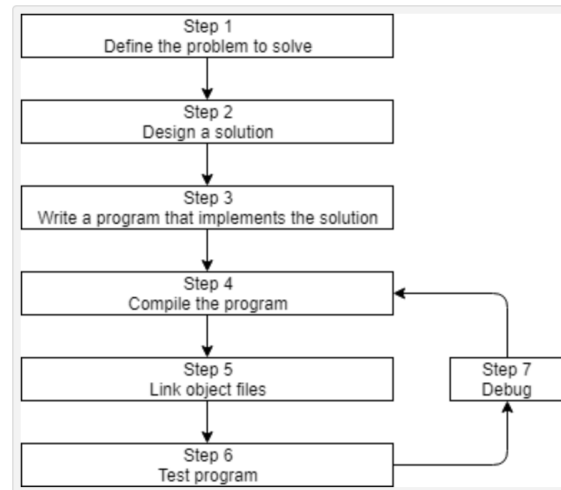 Step 1
Define the problem to solve
Step 2
Design a solution
Step 3
Write a program that implements the solution
Step 4
Compile the program
Step 5
Link object files
Step 6
Test program
Step 7
Debug